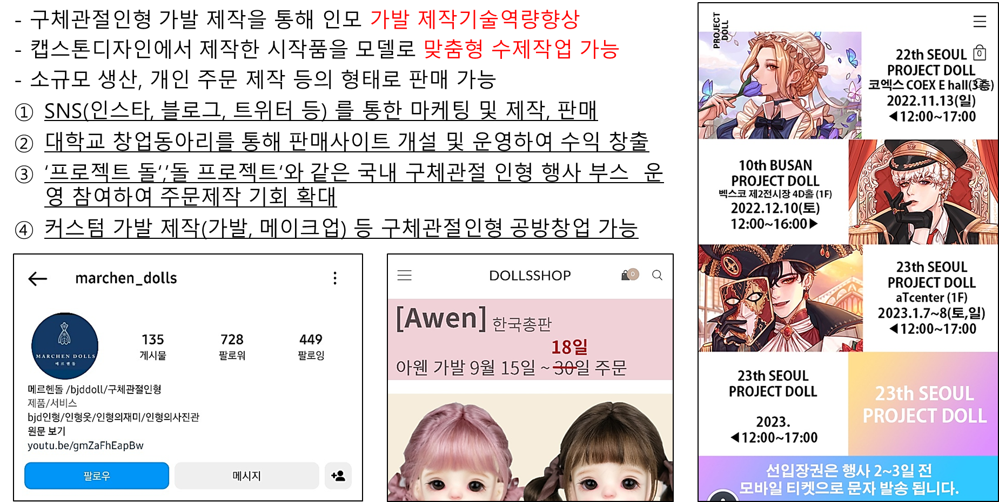 - 구체관절인형 가발 제작을 통해 인모 가발 제작기술역량향상
- 캡스톤디자인에서 제작한 시작품을 모델로 맞춤형 수제작업 가능
- 소규모 생산, 개인 주문 제작 등의 형태로 판매 가능
① SNS(인스타, 블로그, 트위터 등) 를 통한 마케팅 및 제작, 판매
② 대학교 창업동아리를 통해 판매사이트 개설 및 운영하여 수익 창출
③ ‘프로젝트 돌‘,’돌 프로젝트‘와 같은 국내 구체관절 인형 행사 부스 운
영 참여하여 주문제작 기회 확대
④ 커스텀 가발 제작(가발, 메이크업) 등 구체관절인형 공방창업 가능
marchen_dolls
MARCHEN DOLLS
메르헨돌
135
게시물
728
팔로워
449
팔로잉
메르헨돌 /bjddoll/구체관절인형
제품/서비스
bjd인형/인형옷/인형의재미/인형의사진관
원문 보기
youtu.be/gmZaFhEapBw
팔로우
메시지
DOLLSSHOP
0
[Awen] 한국총판
18일
아웬 가발 9월 15일 ~ 30일 주문
PROJECT
DOLL
0
22th SEOUL
PROJECT DOLL
코엑스 COEX E hall(3층)
2022.11.13(일)
◀12:00~17:00
10th BUSAN
PROJECT DOLL
벡스코 제2전시장 4D홀 (1F)
2022.12.10(토)
12:00~16:00▶
23th SEOUL
PROJECT DOLL
aTcenter (1F)
2023.1.7~8(토,일)
◀12:00~17:00
23th SEOUL
PROJECT DOLL
2023.
◀12:00~17:00
23th SEOUL
PROJECT DOLL
선입장권은 행사 2~3일 전
모바일 티켓으로 문자 발송 됩니다.